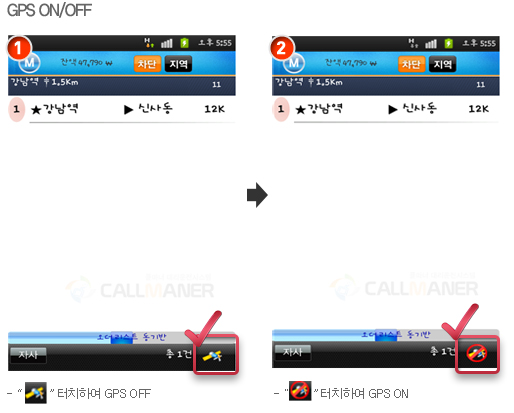 GPS ON/OFF
1
H 오후 5:55
M 잔액 47,790 ₩ 차단 지역
강남역 반 1.5Km 11
1 ★강남역 ▶ 신사동 12K
CALLMANER
오더리스트 동기반
자사 총 1건
- “ ” 터치하여 GPS OFF
2
H 오후 5:55
M 잔액 47,790 ₩ 차단 지역
강남역 반 1.5Km 11
1 ★강남역 ▶ 신사동 12K
CALLMANER
오더리스트 동기반
자사 총 1건
- “ ” 터치하여 GPS ON